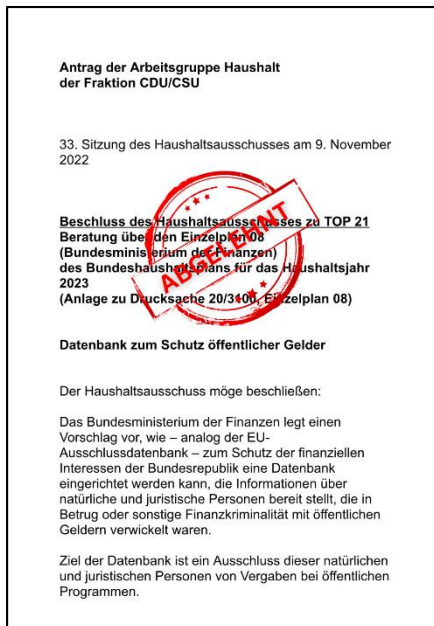 Antrag der Arbeitsgruppe Haushalt
der Fraktion CDU/CSU
33. Sitzung des Haushaltsausschusses am 9. November
2022
Beschluss des Haushaltsausschusses zu TOP 21
Beratung über den Einzelplan 08
(Bundesministerium der Finanzen)
des Bundeshaushaltsplans für das Haushaltsjahr
2023
(Anlage zu Drucksache 20/3100, Einzelplan 08)
ABGELEHNT
Datenbank zum Schutz öffentlicher Gelder
Der Haushaltsausschuss möge beschließen:
Das Bundesministerium der Finanzen legt einen
Vorschlag vor, wie – analog der EU-
Ausschlussdatenbank – zum Schutz der finanziellen
Interessen der Bundesrepublik eine Datenbank
eingerichtet werden kann, die Informationen über
natürliche und juristische Personen bereit stellt, die in
Betrug oder sonstige Finanzkriminalität mit öffentlichen
Geldern verwickelt waren.
Ziel der Datenbank ist ein Ausschluss dieser natürlichen
und juristischen Personen von Vergaben bei öffentlichen
Programmen.